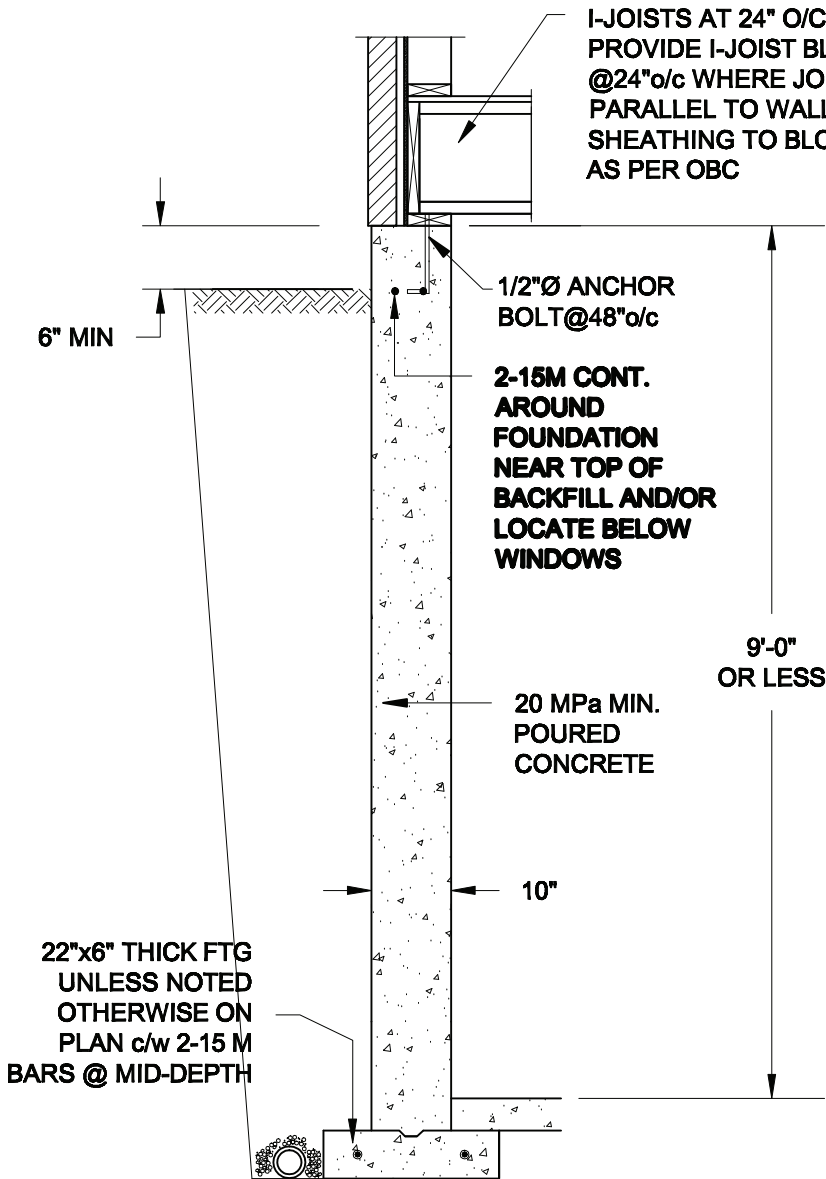 I-JOISTS AT 24" O/C
PROVIDE I-JOIST
@24"o/c WHERE
PARALLEL TO WALL
SHEATHING TO
AS PER OBC
6" MIN
1/2"Ø ANCHOR
BOLT@48"o/c
2-15M CONT.
AROUND
FOUNDATION
NEAR TOP OF
BACKFILL AND/OR
LOCATE BELOW
WINDOWS
9'-0"
OR LESS
20 MPa MIN.
POURED
CONCRETE
10"
22"x6" THICK FTG
UNLESS NOTED
OTHERWISE ON
PLAN c/w 2-15 M
BARS @ MID-DEPTH